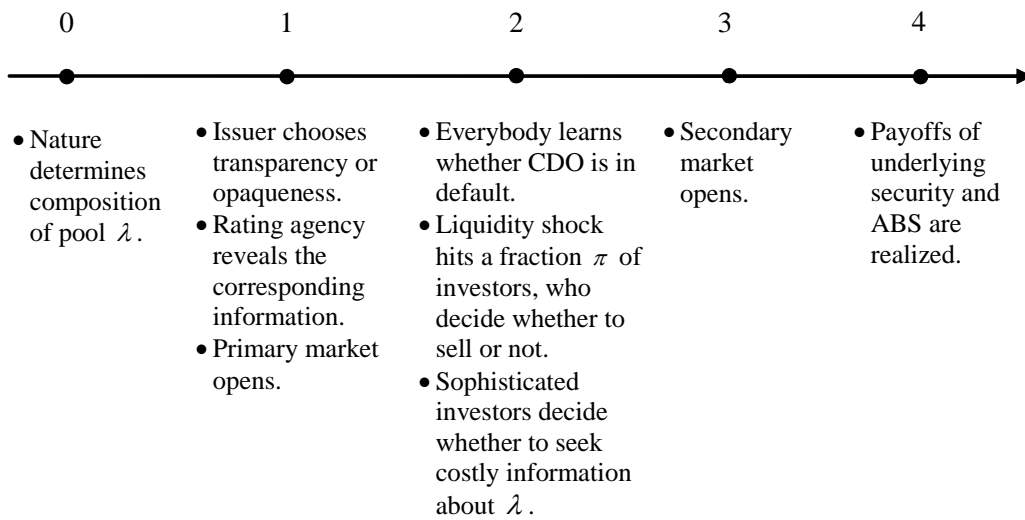 0
1
2
3
4
• Nature
determines
composition
of pool λ .
• Issuer chooses
transparency or
opaqueness.
• Rating agency
reveals the
corresponding
information.
• Primary market
opens.
• Everybody learns
whether CDO is in
default.
• Liquidity shock
hits a fraction π of
investors, who
decide whether to
sell or not.
• Sophisticated
investors decide
whether to seek
costly information
about λ .
• Secondary
market
opens.
• Payoffs of
underlying
security and
ABS are
realized.